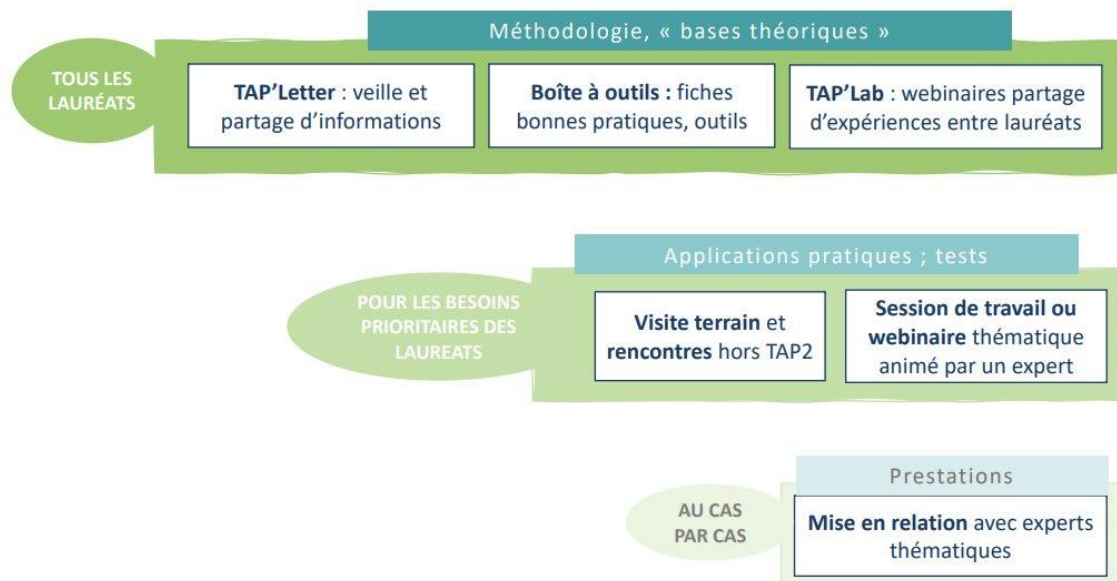 Méthodologie, « bases théoriques »
TOUS LES
LAURÉATS
TAP’Letter : veille et
partage d’informations
Boîte à outils : fiches
bonnes pratiques, outils
TAP’Lab : webinaires partage
d’expériences entre lauréats
Applications pratiques ; tests
POUR LES BESOINS
PRIORITAIRES DES
LAUREATS
Visite terrain et
rencontres hors TAP2
Session de travail ou
webinaire thématique
animé par un expert
Prestations
AU CAS
PAR CAS
Mise en relation avec experts
thématiques